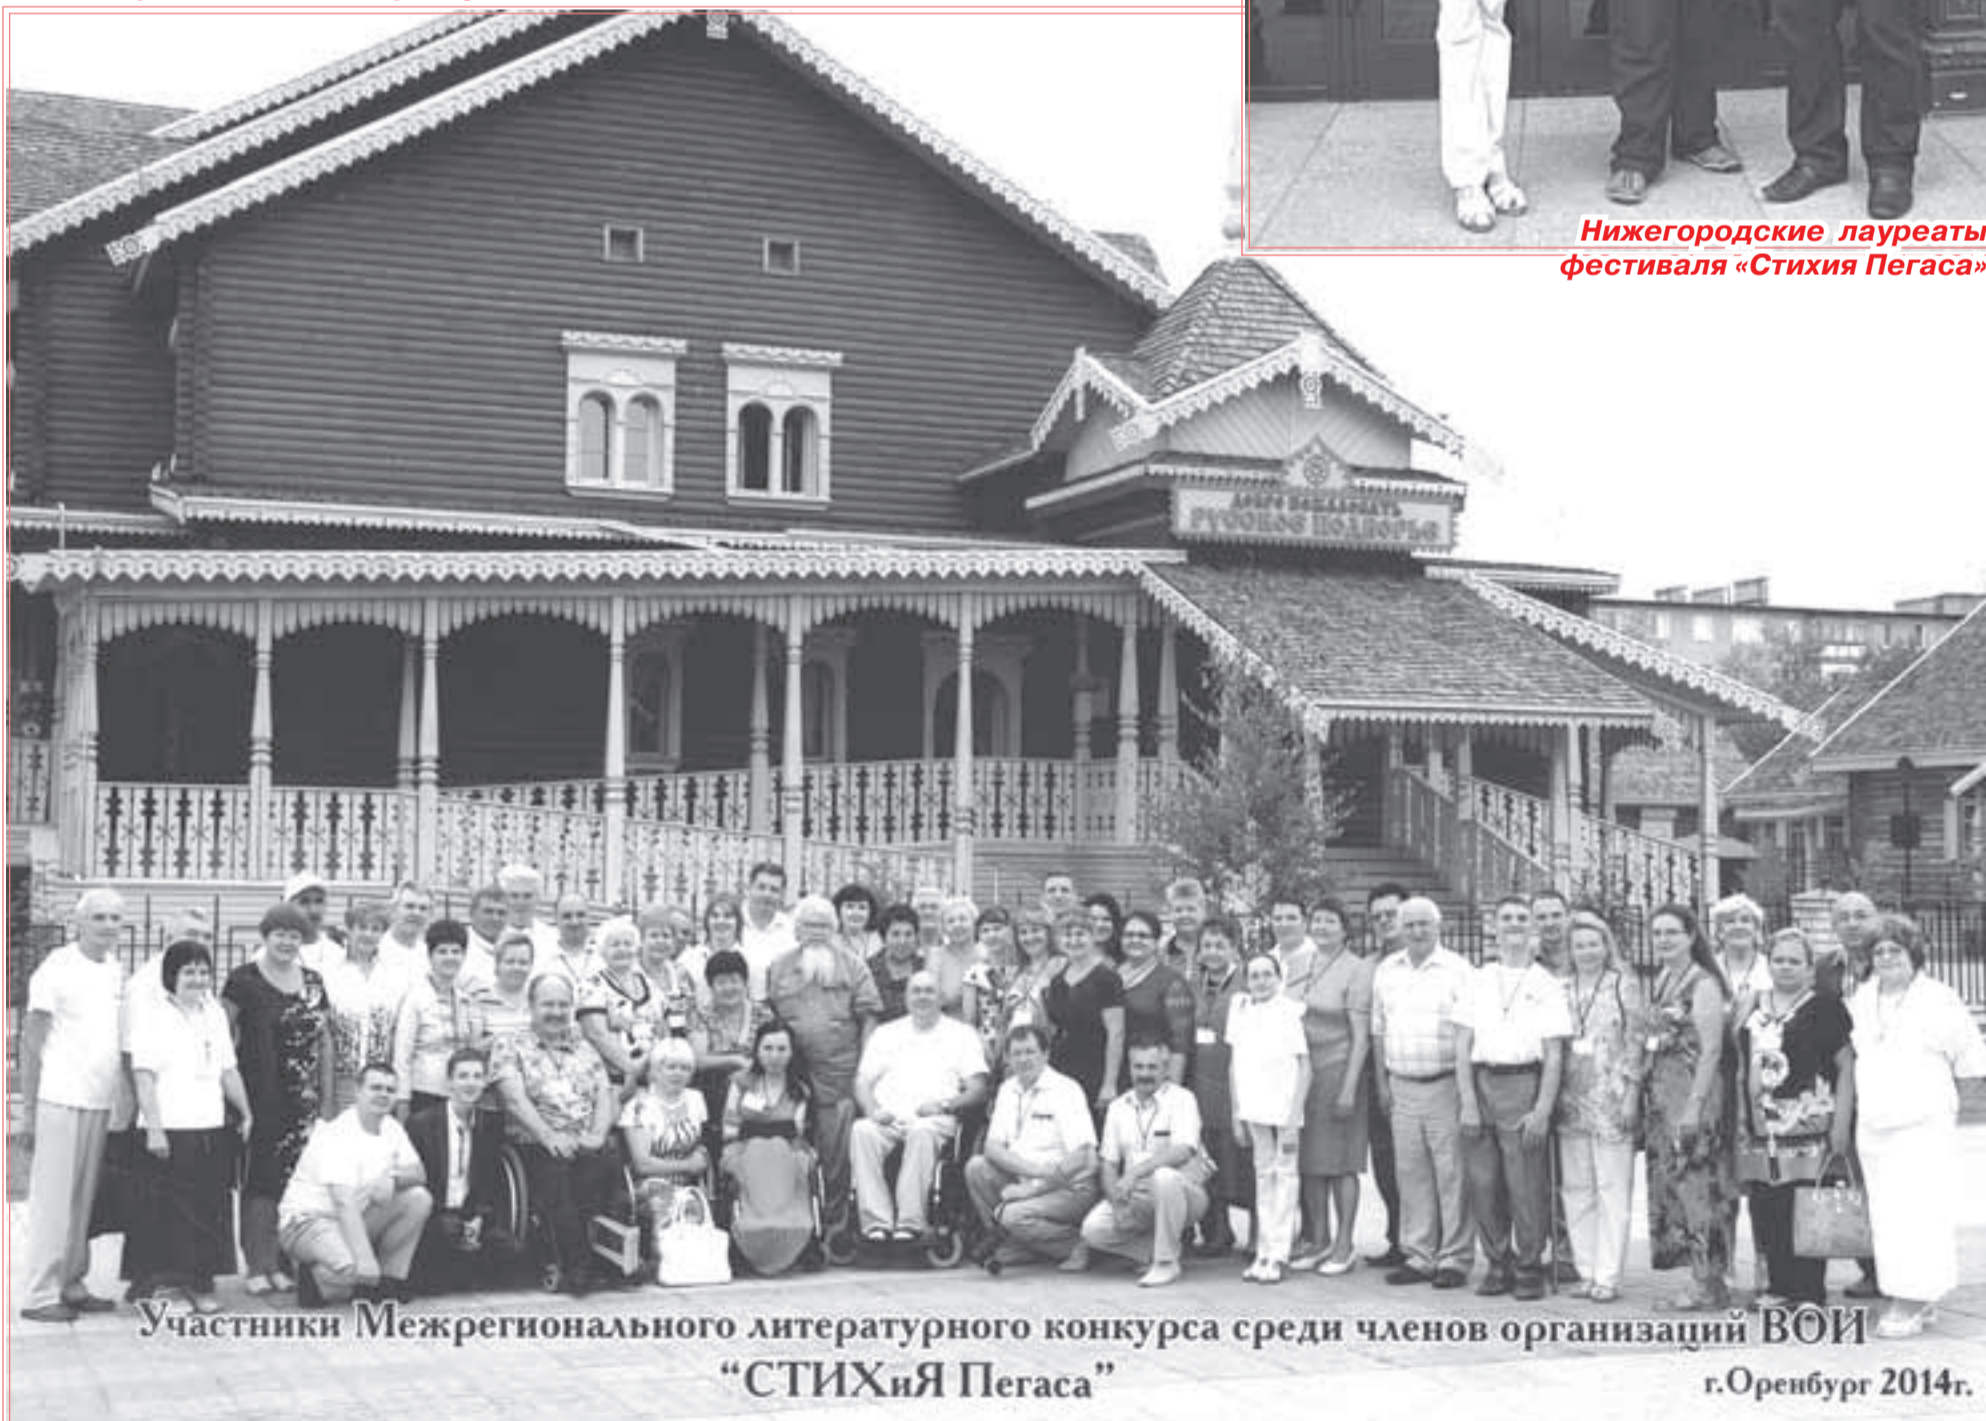 Нижегородские лауреаты
фестиваля «Стихия Пегаса»
ДОБРО ПОЖАЛОВАТЬ
РУССКОЕ ПОДВОРЬЕ
Участники Межрегионального литературного конкурса среди членов организаций ВОИ
“СТИХиЯ Пегаса”
г.Оренбург 2014г.